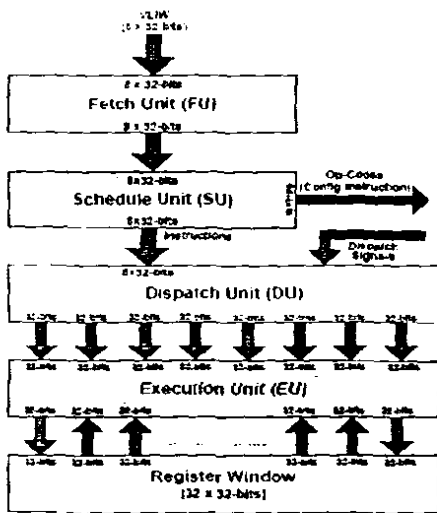 VLIW
(8 x 32-bits)
8 x 32-bits
Fetch Unit (FU)
8 x 32-bits
8x32-bits
Schedule Unit (SU)
8x32-bits
Op-Codes
(Config Instruction)
Instructions
Dispatch
Signals
8x32-bits
Dispatch Unit (DU)
32-bits 32-bits 32-bits 32-bits 32-bits 32-bits 32-bits 32-bits
32-bits 32-bits 32-bits 32-bits 32-bits 32-bits 32-bits 32-bits
Execution Unit (EU)
32-bits 32-bits 32-bits 32-bits 32-bits 32-bits
32-bits 32-bits 32-bits 32-bits 32-bits 32-bits
Register Window
[32 x 32-bits]